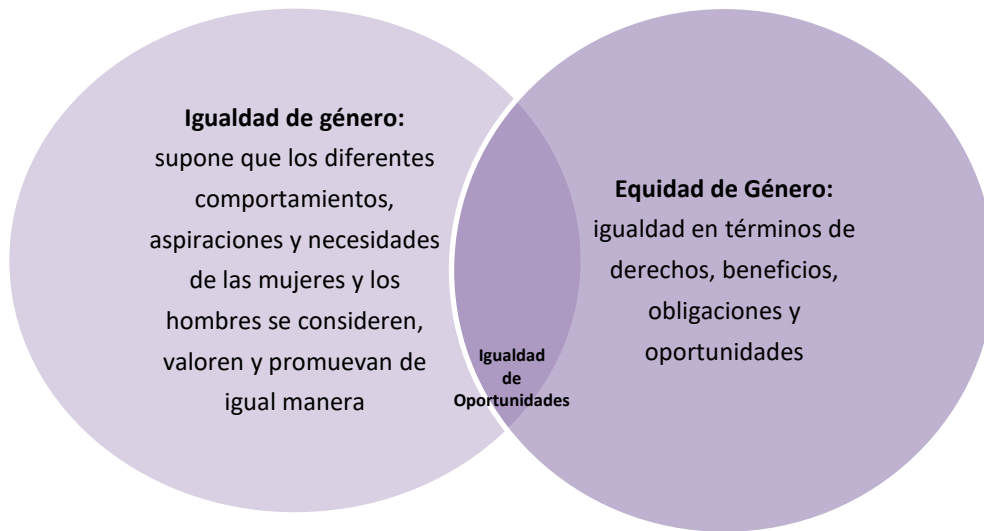 Igualdad de género:
supone que los diferentes
comportamientos,
aspiraciones y necesidades
de las mujeres y los
hombres se consideren,
valoren y promuevan de
igual manera
Igualdad
de
Oportunidades
Equidad de Género:
igualdad en términos de
derechos, beneficios,
obligaciones y
oportunidades